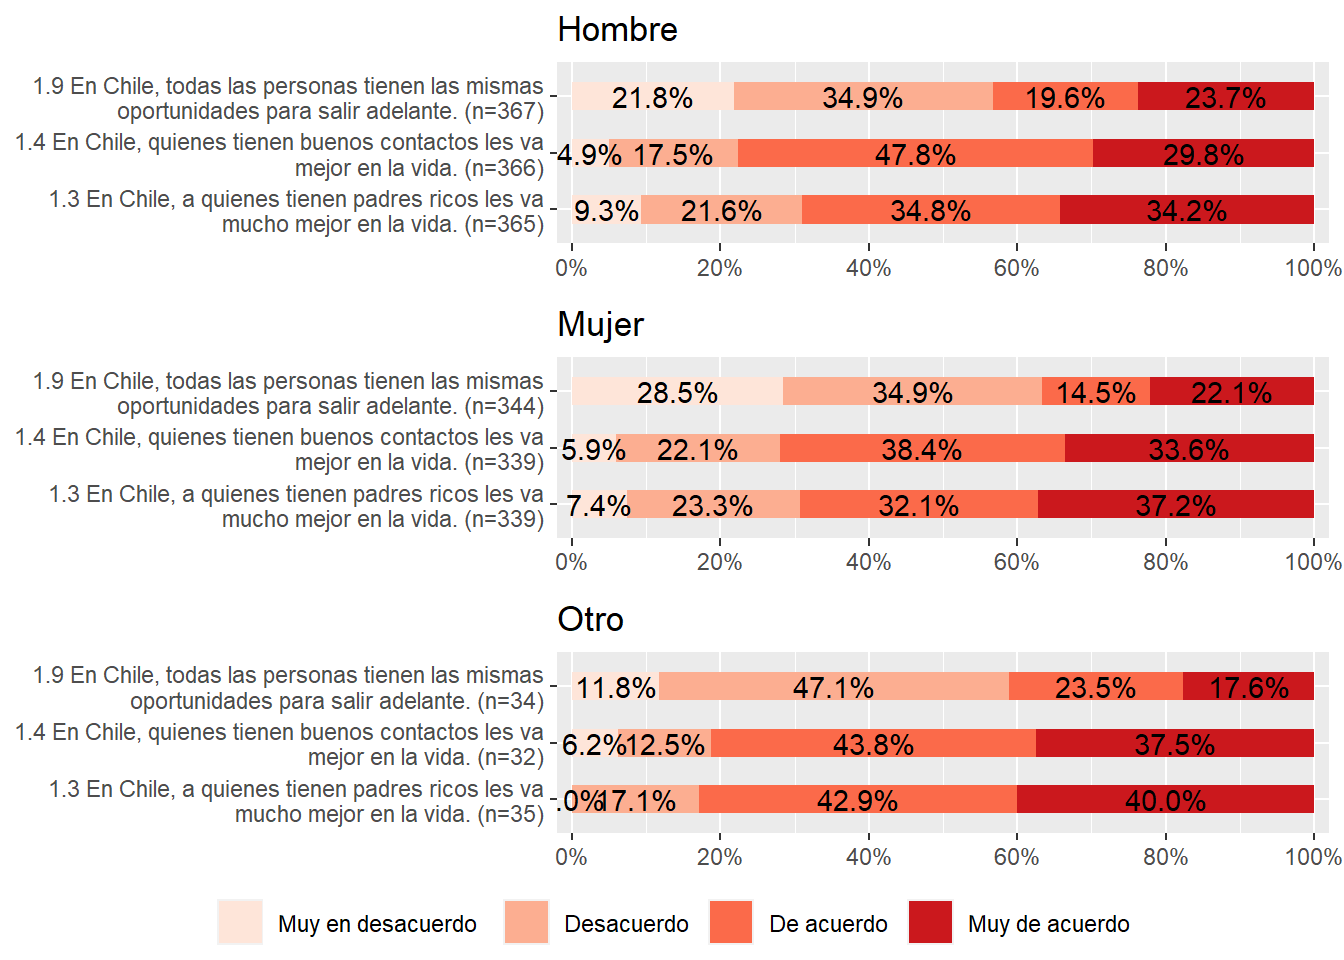 Hombre
1.9 En Chile, todas las personas tienen las mismas
oportunidades para salir adelante. (n=367)
21.8% 34.9% 19.6% 23.7%
1.4 En Chile, quienes tienen buenos contactos les va
mejor en la vida. (n=366)
4.9% 17.5% 47.8% 29.8%
1.3 En Chile, a quienes tienen padres ricos les va
mucho mejor en la vida. (n=365)
9.3% 21.6% 34.8% 34.2%
0% 20% 40% 60% 80% 100%
Mujer
1.9 En Chile, todas las personas tienen las mismas
oportunidades para salir adelante. (n=344)
28.5% 34.9% 14.5% 22.1%
1.4 En Chile, quienes tienen buenos contactos les va
mejor en la vida. (n=339)
5.9% 22.1% 38.4% 33.6%
1.3 En Chile, a quienes tienen padres ricos les va
mucho mejor en la vida. (n=339)
7.4% 23.3% 32.1% 37.2%
0% 20% 40% 60% 80% 100%
Otro
1.9 En Chile, todas las personas tienen las mismas
oportunidades para salir adelante. (n=34)
11.8% 47.1% 23.5% 17.6%
1.4 En Chile, quienes tienen buenos contactos les va
mejor en la vida. (n=32)
6.2% 12.5% 43.8% 37.5%
1.3 En Chile, a quienes tienen padres ricos les va
mucho mejor en la vida. (n=35)
.0% 17.1% 42.9% 40.0%
0% 20% 40% 60% 80% 100%
Muy en desacuerdo Desacuerdo De acuerdo Muy de acuerdo